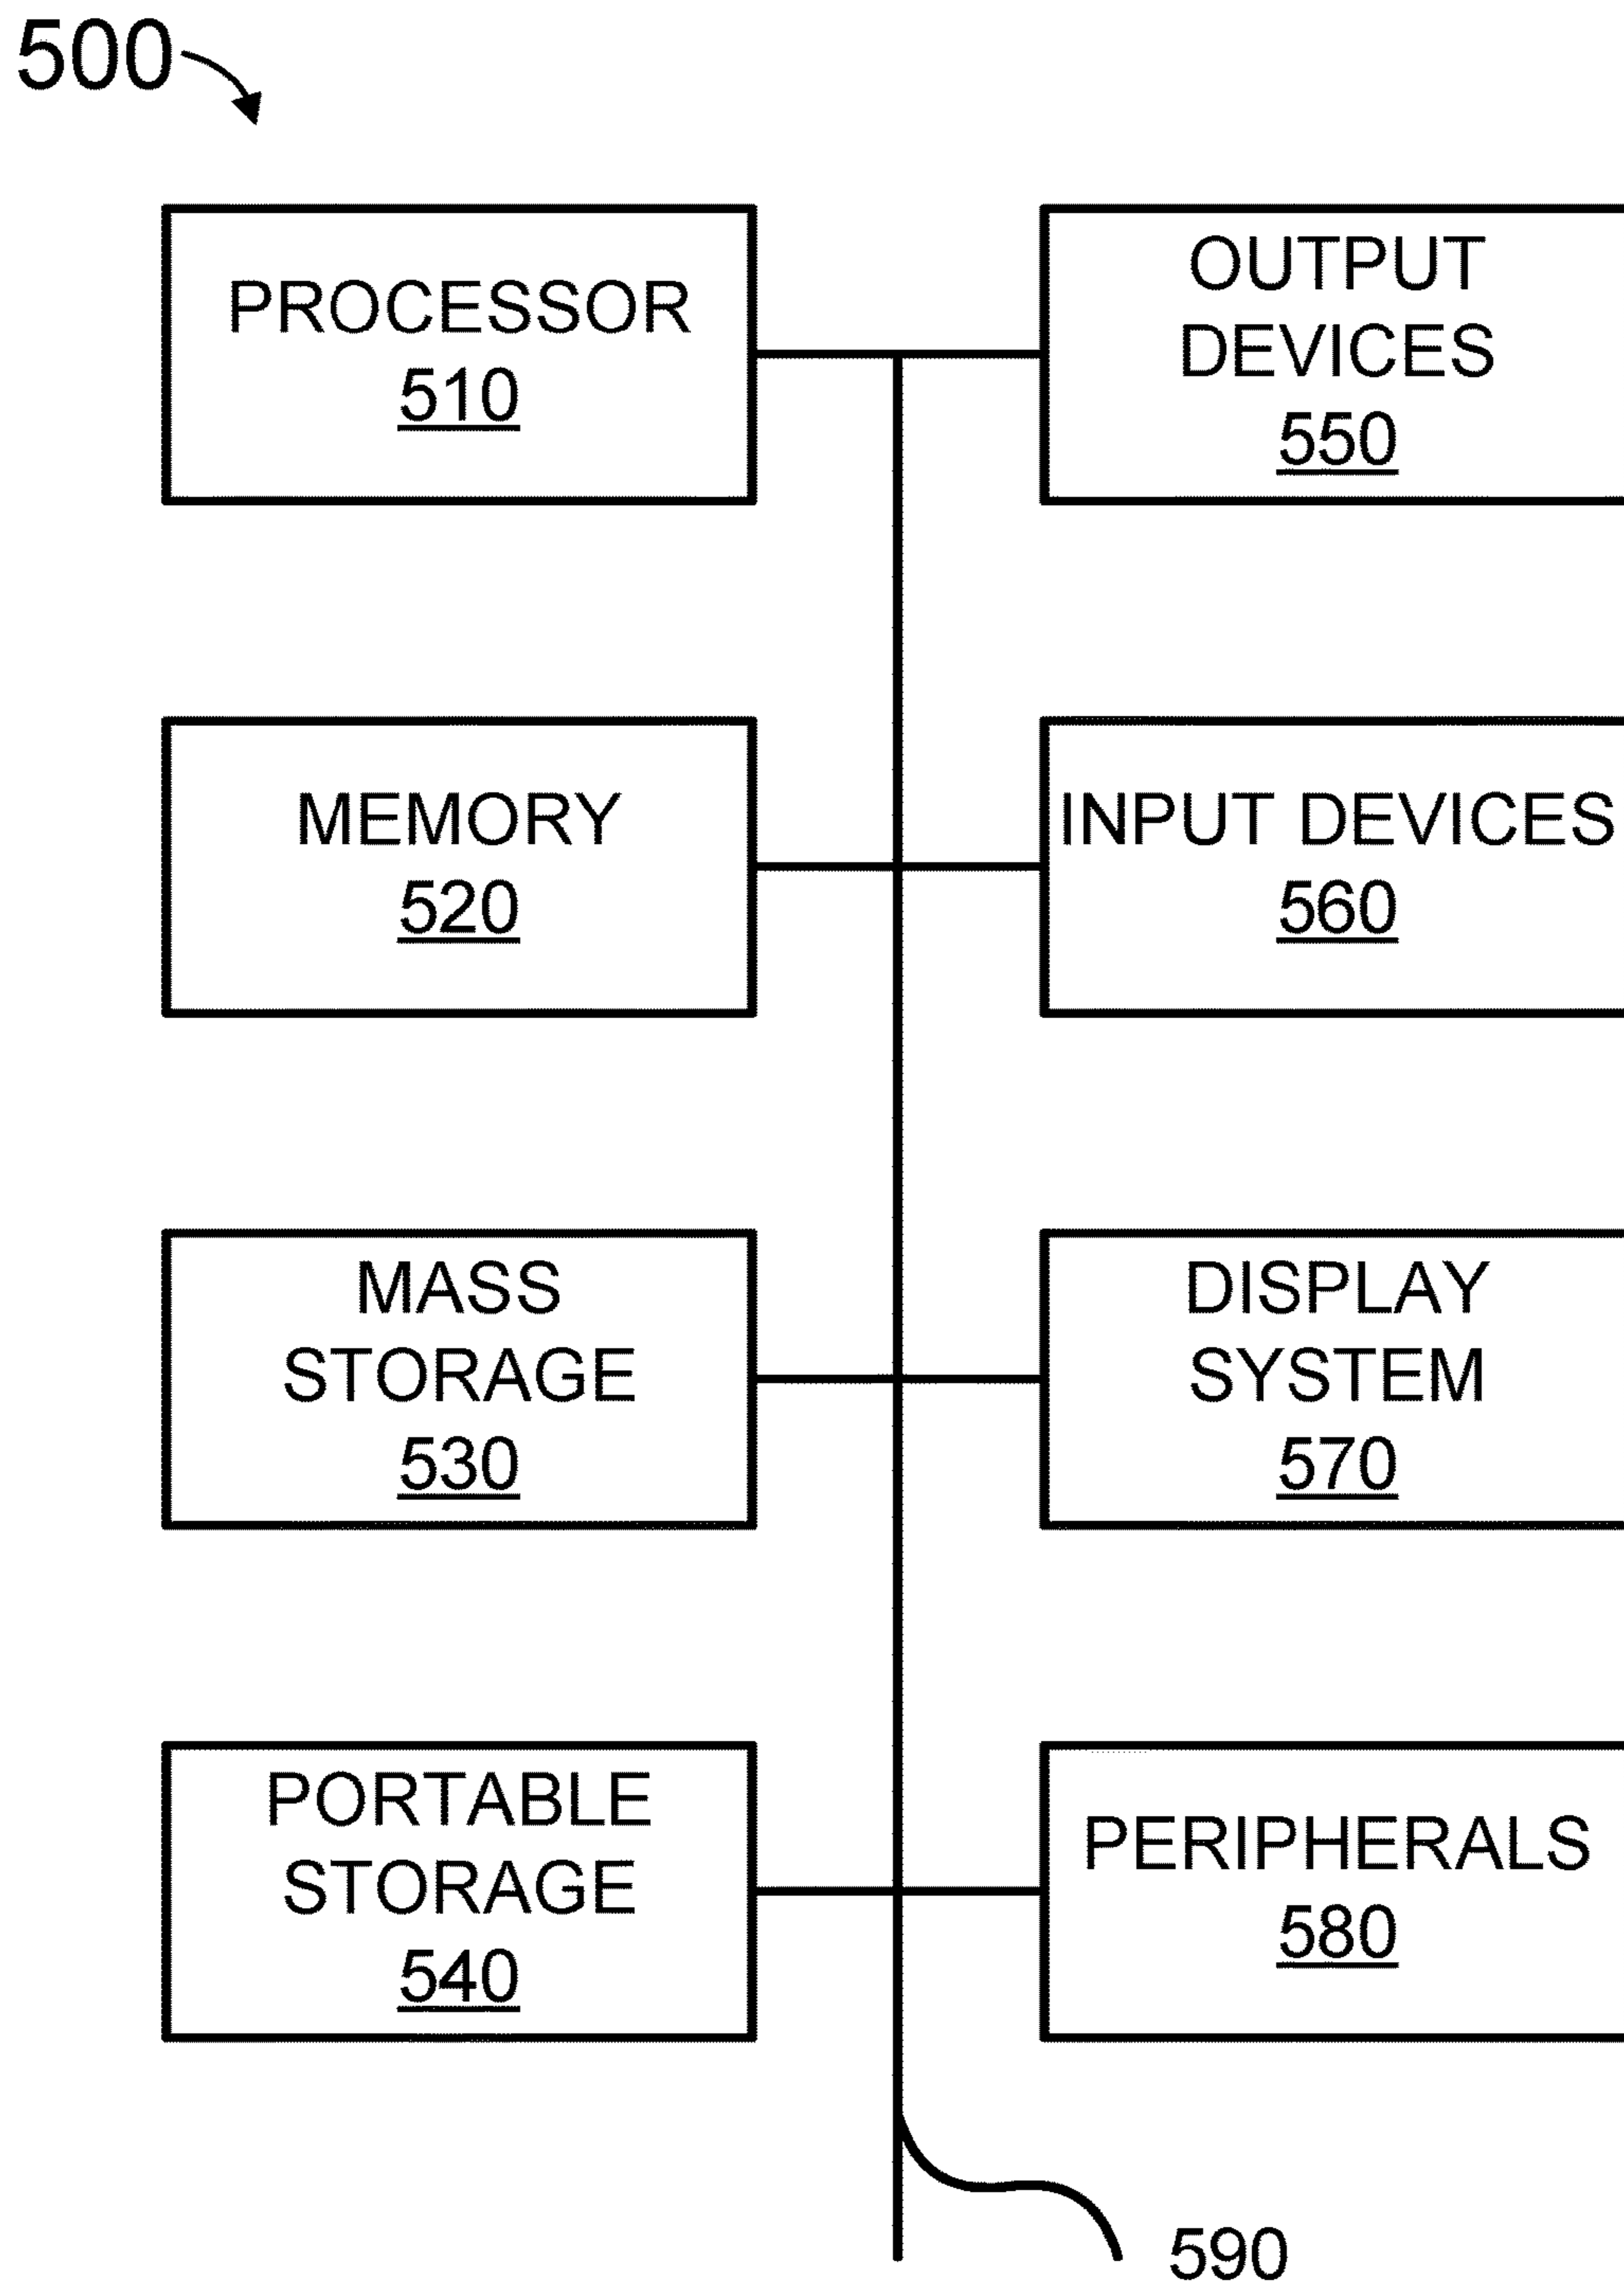 500
PROCESSOR
510
OUTPUT
DEVICES
550
MEMORY
520
INPUT DEVICES
560
MASS
STORAGE
530
DISPLAY
SYSTEM
570
PORTABLE
STORAGE
540
PERIPHERALS
580
590